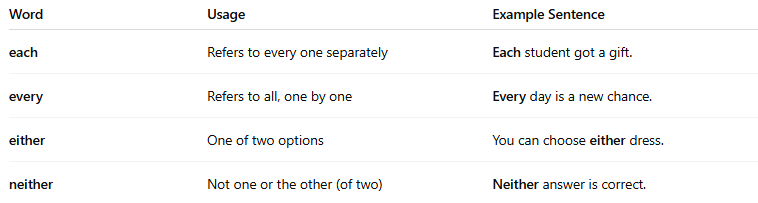 Word Usage Example Sentence
each Refers to every one separately Each student got a gift.
every Refers to all, one by one Every day is a new chance.
either One of two options You can choose either dress.
neither Not one or the other (of two) Neither answer is correct.